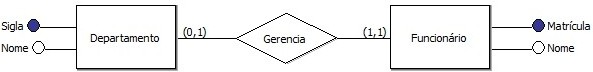 Sigla
Nome
Departamento
(0,1)
Gerencia
(1,1)
Funcionário
Matrícula
Nome